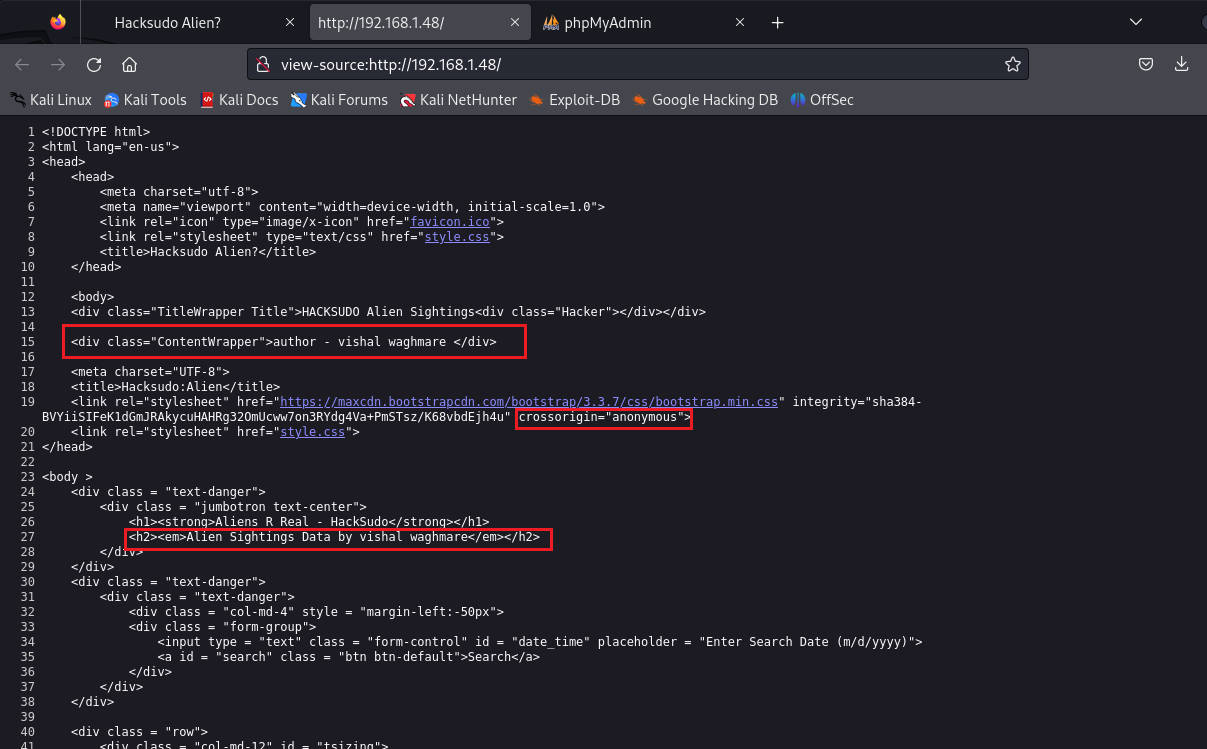 Hacksudo Alien?
http://192.168.1.48/
phpMyAdmin
view-source:http://192.168.1.48/
Kali Linux Kali Tools Kali Docs Kali Forums Kali NetHunter Exploit-DB Google Hacking DB OffSec
1 <!DOCTYPE html>
2 <html lang="en-us">
3 <head>
4 <head>
5 <meta charset="utf-8">
6 <meta name="viewport" content="width=device-width, initial-scale=1.0">
7 <link rel="icon" type="image/x-icon" href="favicon.ico">
8 <link rel="stylesheet" type="text/css" href="style.css">
9 <title>Hacksudo Alien?</title>
10 </head>
11
12 <body>
13 <div class="TitleWrapper Title">HACKSUDO Alien Sightings<div class="Hacker"></div></div>
14
15 <div class="ContentWrapper">author - vishal waghmare </div>
16
17 <meta charset="UTF-8">
18 <title>Hacksudo:Alien</title>
19 <link rel="stylesheet" href="https://maxcdn.bootstrapcdn.com/bootstrap/3.3.7/css/bootstrap.min.css" integrity="sha384-
BVYiiSIFeK1dGmJRAkycuHAHRg32OmUcww7on3RYdg4Va+PmSTsz/K68vbdEjh4u" crossorigin="anonymous">
20 <link rel="stylesheet" href="style.css">
21 </head>
22
23 <body >
24 <div class = "text-danger">
25 <div class = "jumbotron text-center">
26 <h1><strong>Aliens R Real - HackSudo</strong></h1>
27 <h2><em>Alien Sightings Data by vishal waghmare</em></h2>
28 </div>
29 </div>
30 <div class = "text-danger">
31 <div class = "text-danger">
32 <div class = "col-md-4" style = "margin-left:-50px">
33 <div class = "form-group">
34 <input type = "text" class = "form-control" id = "date_time" placeholder = "Enter Search Date (m/d/yyyy)">
35 <a id = "search" class = "btn btn-default">Search</a>
36 </div>
37 </div>
38 </div>
39
40 <div class = "row">
41 <div class = "col-md-12" id = "tsizing">